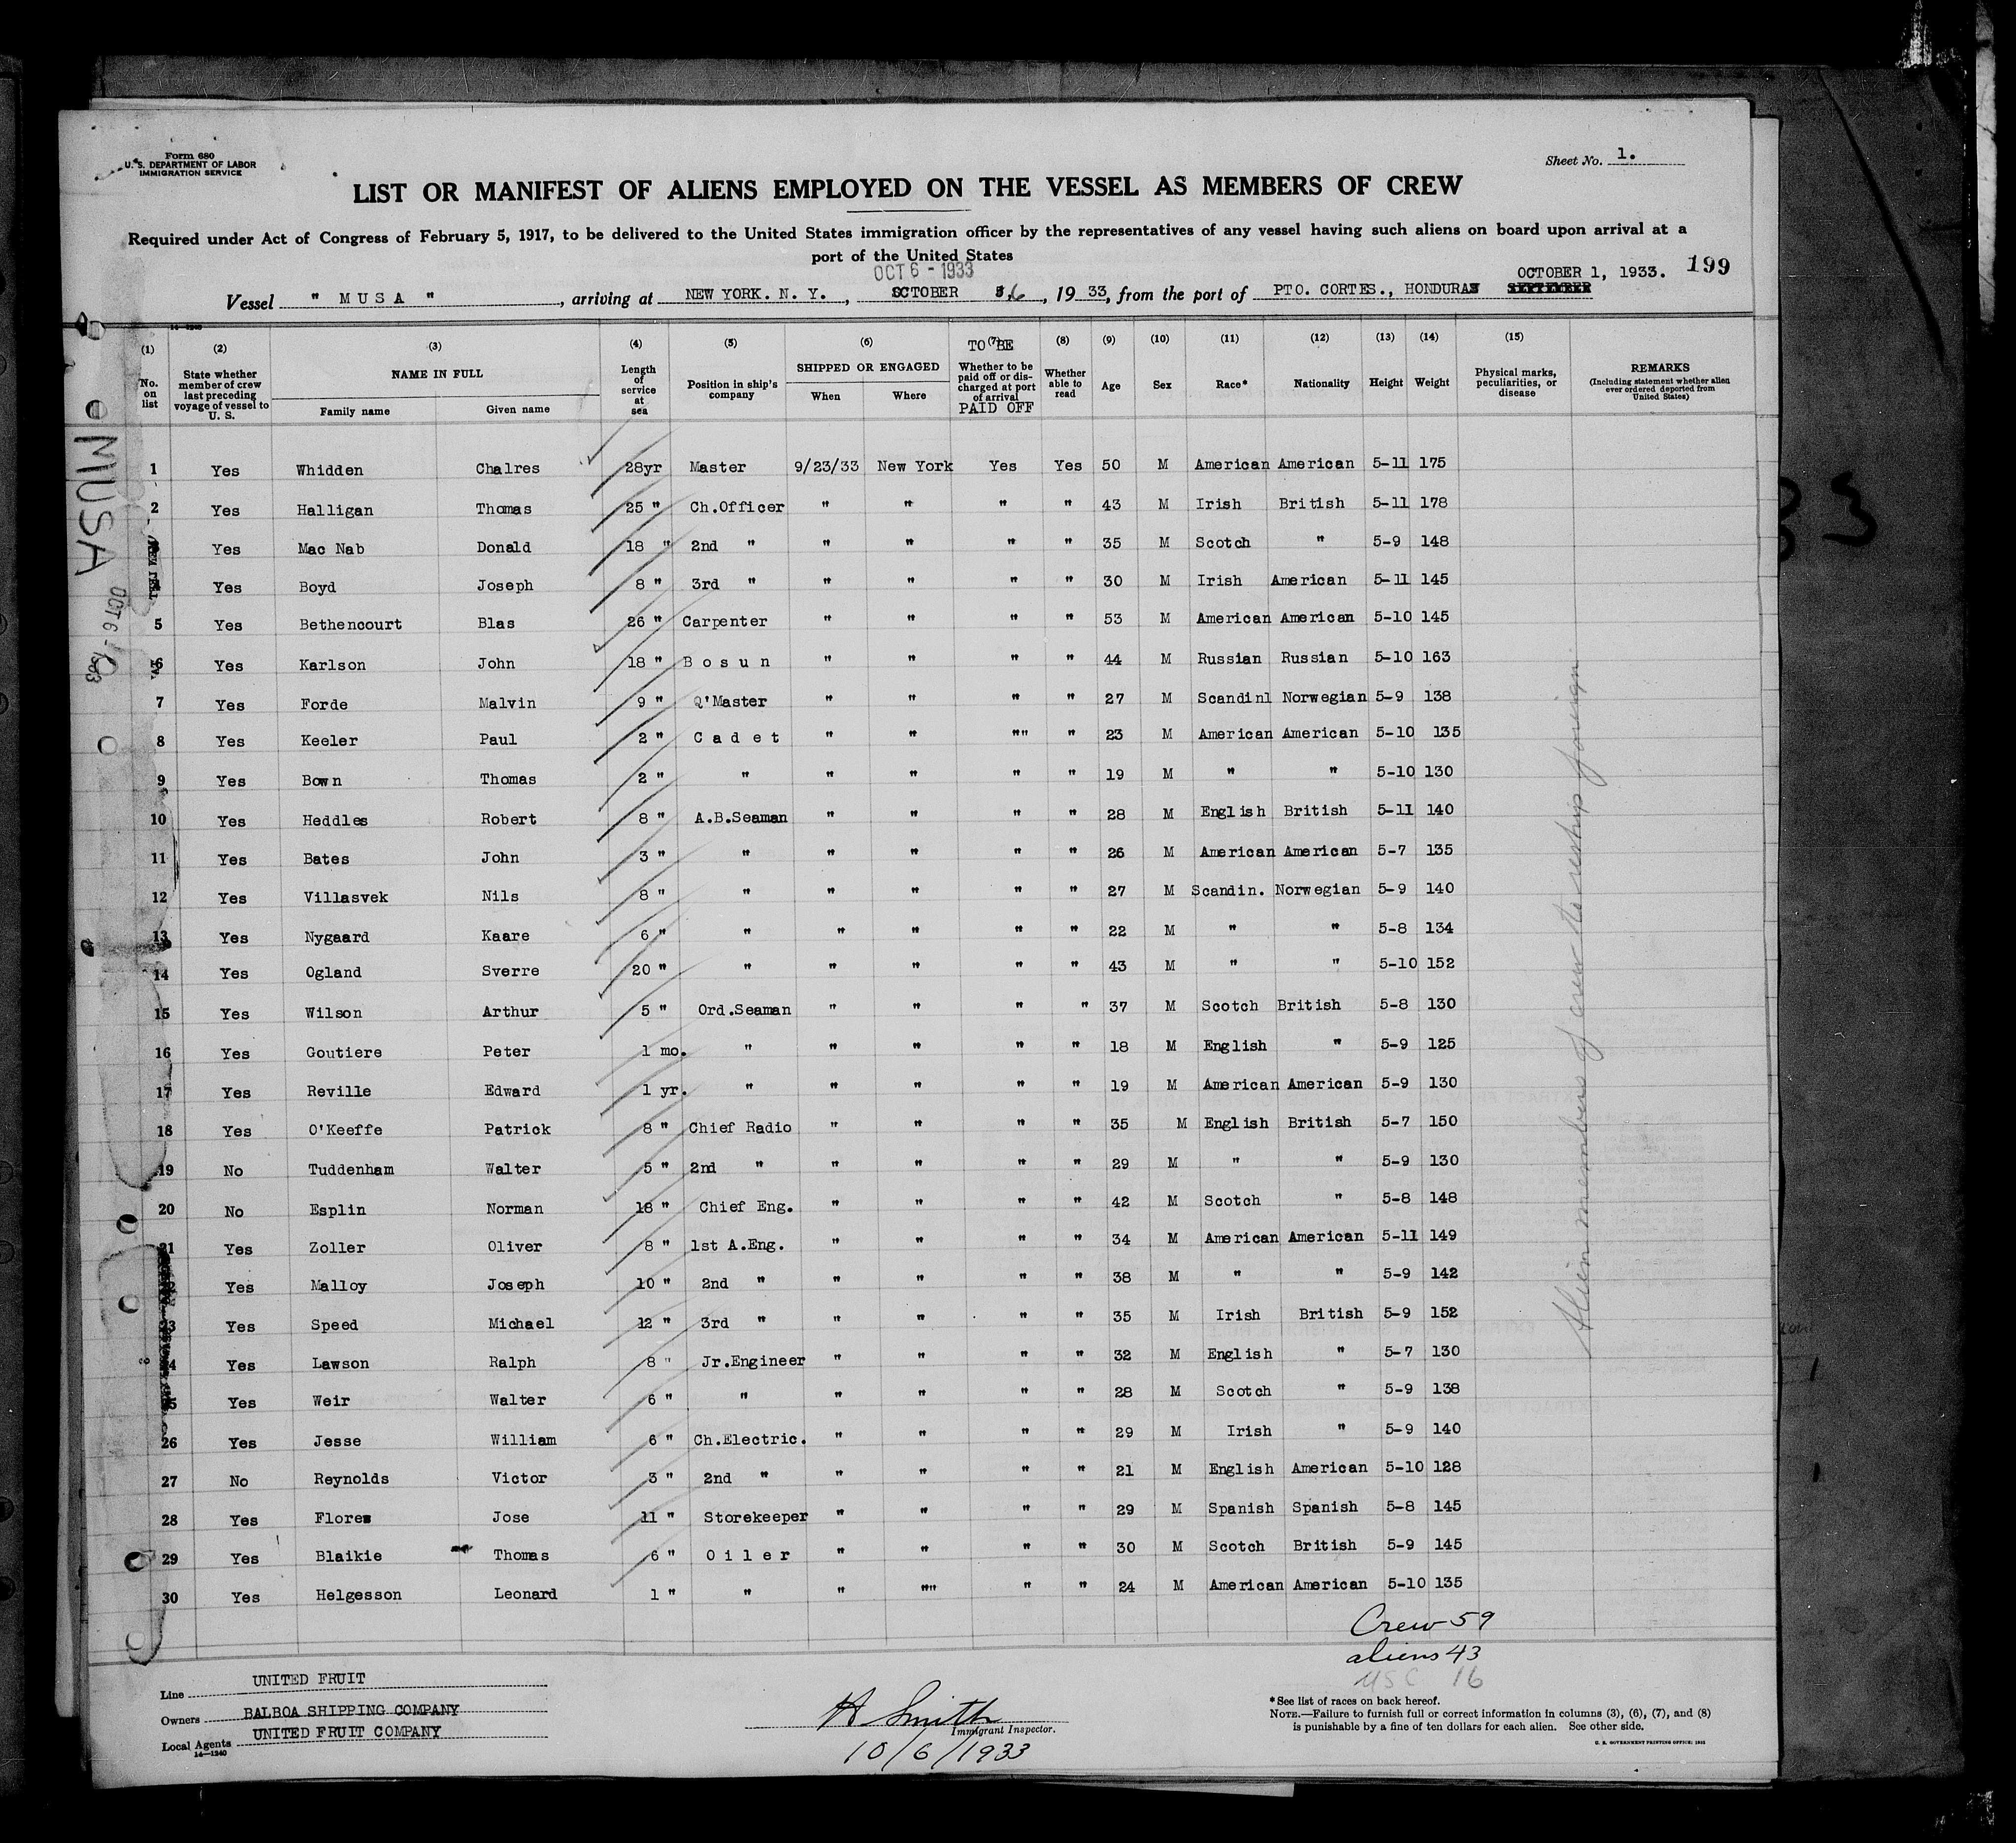 Form 680
U. S. DEPARTMENT OF LABOR
IMMIGRATION SERVICE
Sheet No. 1.
LIST OR MANIFEST OF ALIENS EMPLOYED ON THE VESSEL AS MEMBERS OF CREW
Required under Act of Congress of February 5, 1917, to be delivered to the United States immigration officer by the representatives of any vessel having such aliens on board upon arrival at a
port of the United States
OCT 6 - 1933
OCTOBER 1, 1933. 199
Vessel " M U S A " , arriving at NEW YORK. N. Y. , OCTOBER 6 , 19 33, from the port of PTO. CORTES., HONDURAS SEPTEMBER
14-1240
(1) (2) (3) (4) (5) (6) (7) (8) (9) (10) (11) (12) (13) (14) (15)
No. on list
State whether member of crew last preceding voyage of vessel to U. S.
NAME IN FULL
Family name Given name
Length of service at sea
Position in ship's company
SHIPPED OR ENGAGED
When Where
TO BE
Whether to be paid off or discharged at port of arrival
PAID OFF
Whether able to read
Age
Sex
Race*
Nationality
Height
Weight
Physical marks, peculiarities, or disease
REMARKS
(Including statement whether alien ever ordered deported from United States)
1 Yes Whidden Chalres 28yr Master 9/23/33 New York Yes Yes 50 M American American 5-11 175
2 Yes Halligan Thomas 25 " Ch.Officer " " " " 43 M Irish British 5-11 178
Yes Mac Nab Donald 18 " 2nd " " " " " 35 M Scotch " 5-9 148
4 Yes Boyd Joseph 8 " 3rd " " " " " 30 M Irish American 5-11 145
5 Yes Bethencourt Blas 26 " Carpenter " " " " 53 M American American 5-10 145
6 Yes Karlson John 18 " B o s u n " " " " 44 M Russian Russian 5-10 163
7 Yes Forde Malvin 9 " Q'Master " " " " 27 M Scandinl Norwegian 5-9 138
8 Yes Keeler Paul 2 " C a d e t " " "" " 23 M American American 5-10 135
9 Yes Bown Thomas 2 " " " " " " 19 M " " 5-10 130
10 Yes Heddles Robert 8 " A.B.Seaman " " " " 28 M English British 5-11 140
11 Yes Bates John 3 " " " " " " 26 M American American 5-7 135
12 Yes Villasvek Nils 8 " " " " " " 27 M Scandin. Norwegian 5-9 140
13 Yes Nygaard Kaare 6 " " " " " " 22 M " " 5-8 134
14 Yes Ogland Sverre 20 " " " " " " 43 M " " 5-10 152
15 Yes Wilson Arthur 5 " Ord.Seaman " " " " 37 M Scotch British 5-8 130
16 Yes Goutiere Peter 1 mo. " " " " " 18 M English " 5-9 125
17 Yes Reville Edward 1 yr. " " " " " 19 M American American 5-9 130
18 Yes O'Keeffe Patrick 8 " Chief Radio " " " " 35 M English British 5-7 150
19 No Tuddenham Walter 5 " 2nd " " " " " 29 M " " 5-9 130
20 No Esplin Norman 18 " Chief Eng. " " " " 42 M Scotch " 5-8 148
21 Yes Zoller Oliver 8 " 1st A.Eng. " " " " 34 M American American 5-11 149
Yes Malloy Joseph 10 " 2nd " " " " " 38 M " " 5-9 142
23 Yes Speed Michael 12 " 3rd " " " " " 35 M Irish British 5-9 152
24 Yes Lawson Ralph 8 " Jr.Engineer " " " " 32 M English " 5-7 130
25 Yes Weir Walter 6 " " " " " " 28 M Scotch " 5-9 138
26 Yes Jesse William 6 " Ch.Electric. " " " " 29 M Irish " 5-9 140
27 No Reynolds Victor 3 " 2nd " " " " " 21 M English American 5-10 128
28 Yes Flores Jose 11 " Storekeeper " " " " 29 M Spanish Spanish 5-8 145
29 Yes Blaikie Thomas 6 " O i l e r " " " " 30 M Scotch British 5-9 145
30 Yes Helgesson Leonard 1 " " " "" " " 24 M American American 5-10 135
MUSA
OCT 6 - 1933
Alien members of crew to reship foreign
Crew 59
aliens 43
USC 16
Line UNITED FRUIT
Owners BALBOA SHIPPING COMPANY
Local Agents UNITED FRUIT COMPANY
14-1240
H Smith
Immigrant Inspector.
10/6/1933
*See list of races on back hereof.
NOTE.—Failure to furnish full or correct information in columns (3), (6), (7), and (8)
is punishable by a fine of ten dollars for each alien. See other side.